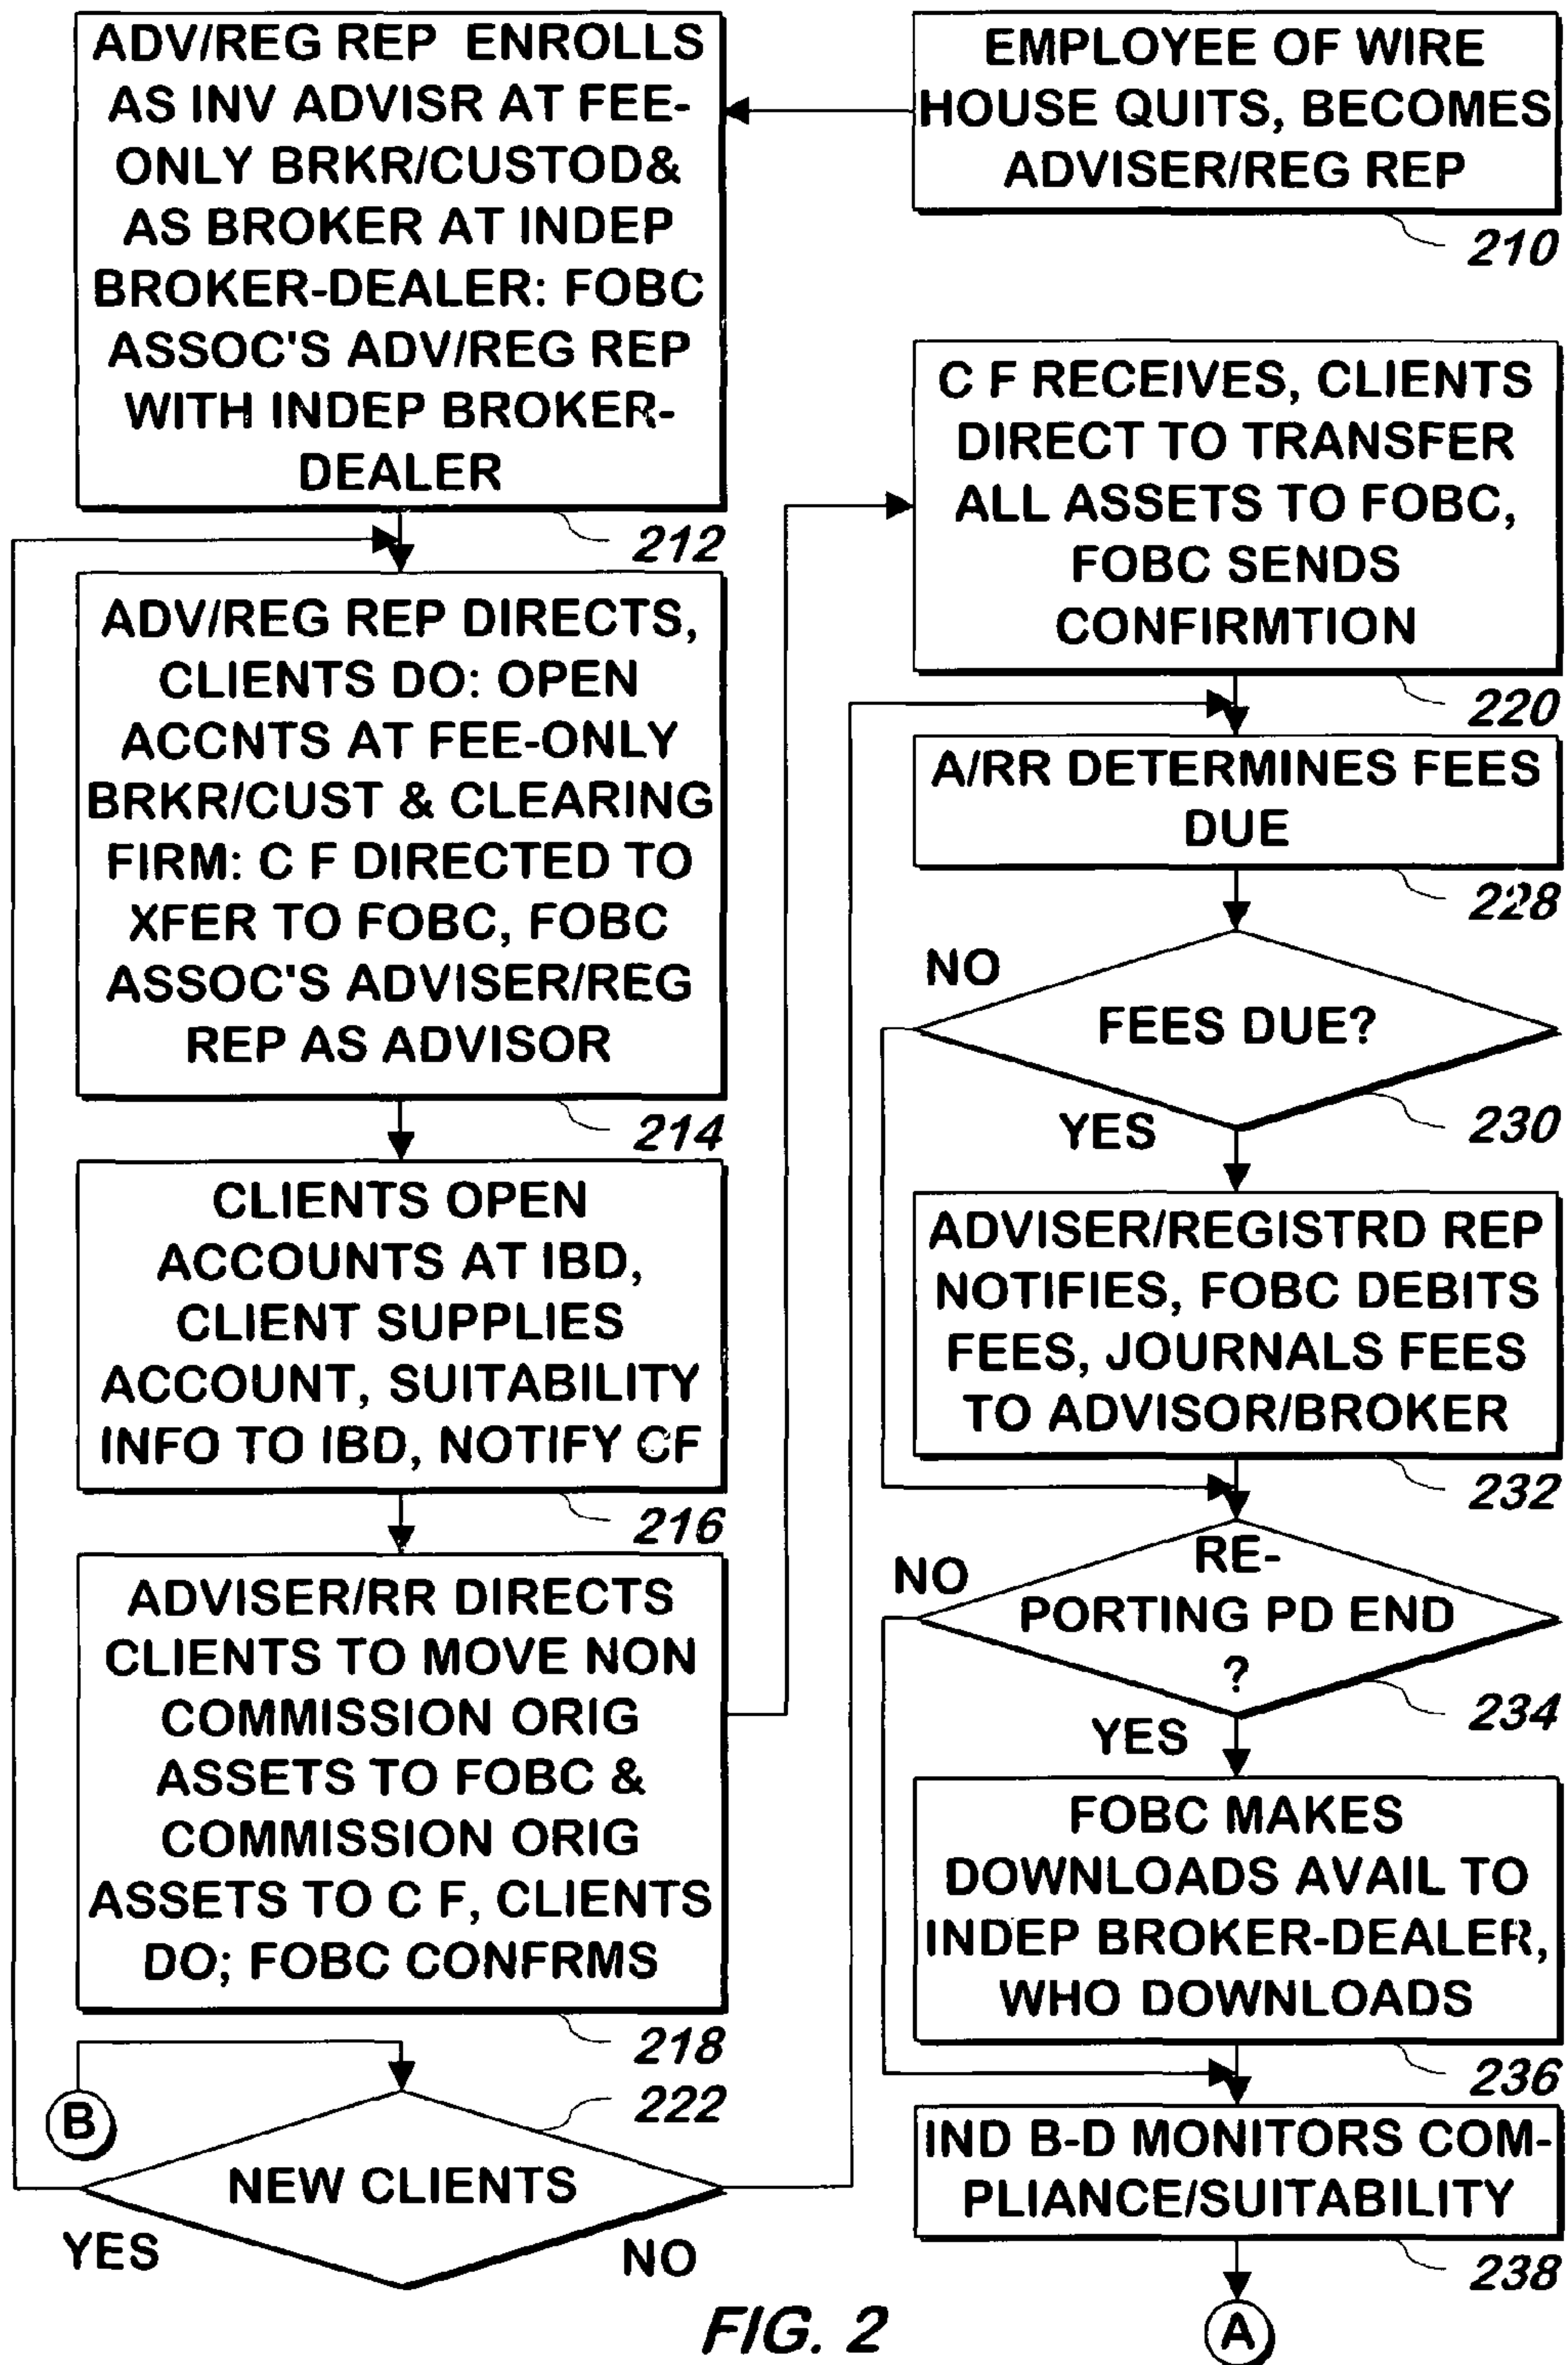 ADV/REG REP ENROLLS
AS INV ADVISR AT FEE-
ONLY BRKR/CUSTOD&
AS BROKER AT INDEP
BROKER-DEALER: FOBC
ASSOC'S ADV/REG REP
WITH INDEP BROKER-
DEALER
212
ADV/REG REP DIRECTS,
CLIENTS DO: OPEN
ACCNTS AT FEE-ONLY
BRKR/CUST & CLEARING
FIRM: C F DIRECTED TO
XFER TO FOBC, FOBC
ASSOC'S ADVISER/REG
REP AS ADVISOR
214
CLIENTS OPEN
ACCOUNTS AT IBD,
CLIENT SUPPLIES
ACCOUNT, SUITABILITY
INFO TO IBD, NOTIFY CF
216
ADVISER/RR DIRECTS
CLIENTS TO MOVE NON
COMMISSION ORIG
ASSETS TO FOBC &
COMMISSION ORIG
ASSETS TO C F, CLIENTS
DO; FOBC CONFRMS
218
B
222
NEW CLIENTS
YES
NO
EMPLOYEE OF WIRE
HOUSE QUITS, BECOMES
ADVISER/REG REP
210
C F RECEIVES, CLIENTS
DIRECT TO TRANSFER
ALL ASSETS TO FOBC,
FOBC SENDS
CONFIRMTION
220
A/RR DETERMINES FEES
DUE
228
NO
FEES DUE?
YES
230
ADVISER/REGISTRD REP
NOTIFIES, FOBC DEBITS
FEES, JOURNALS FEES
TO ADVISOR/BROKER
232
NO
RE-
PORTING PD END
?
YES
234
FOBC MAKES
DOWNLOADS AVAIL TO
INDEP BROKER-DEALER,
WHO DOWNLOADS
236
IND B-D MONITORS COM-
PLIANCE/SUITABILITY
238
A
FIG. 2